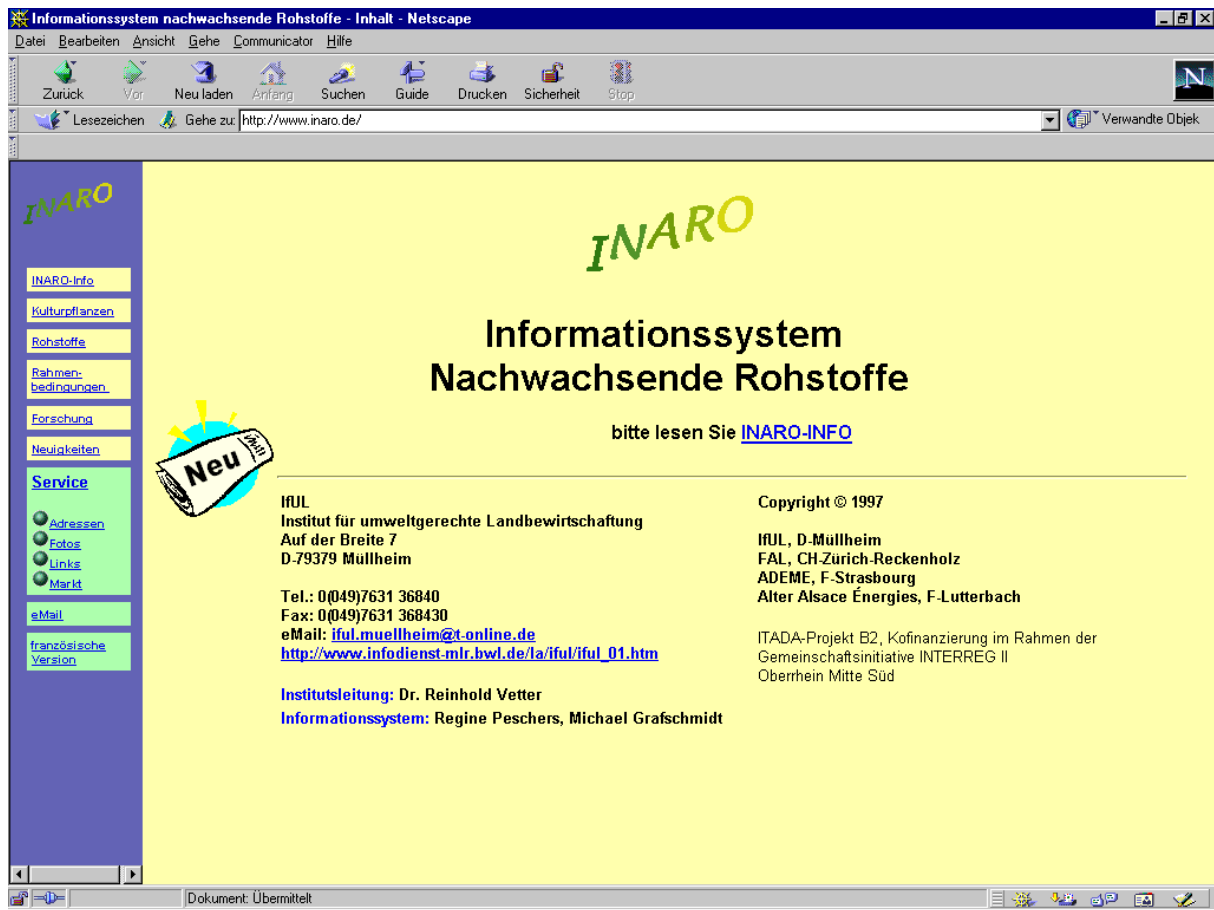 Informationssystem nachwachsende Rohstoffe - Inhalt - Netscape
Datei Bearbeiten Ansicht Gehe Communicator Hilfe
Zurück Vor Neu laden Anfang Suchen Guide Drucken Sicherheit Stop
N
Lesezeichen Gehe zu: http://www.inaro.de/ Verwandte Objek
INARO
INARO-Info
Kulturpflanzen
Rohstoffe
Rahmen-
bedingungen
Forschung
Neuigkeiten
Service
Adressen
Fotos
Links
Markt
eMail
französische
Version
INARO
Informationssystem
Nachwachsende Rohstoffe
bitte lesen Sie INARO-INFO
Neu
IfUL
Institut für umweltgerechte Landbewirtschaftung
Auf der Breite 7
D-79379 Müllheim
Tel.: 0(049)7631 36840
Fax: 0(049)7631 368430
eMail: iful.muellheim@t-online.de
http://www.infodienst-mlr.bwl.de/la/iful/iful_01.htm
Institutsleitung: Dr. Reinhold Vetter
Informationssystem: Regine Peschers, Michael Grafschmidt
Copyright © 1997
IfUL, D-Müllheim
FAL, CH-Zürich-Reckenholz
ADEME, F-Strasbourg
Alter Alsace Énergies, F-Lutterbach
ITADA-Projekt B2, Kofinanzierung im Rahmen der
Gemeinschaftsinitiative INTERREG II
Oberrhein Mitte Süd
Dokument: Übermittelt